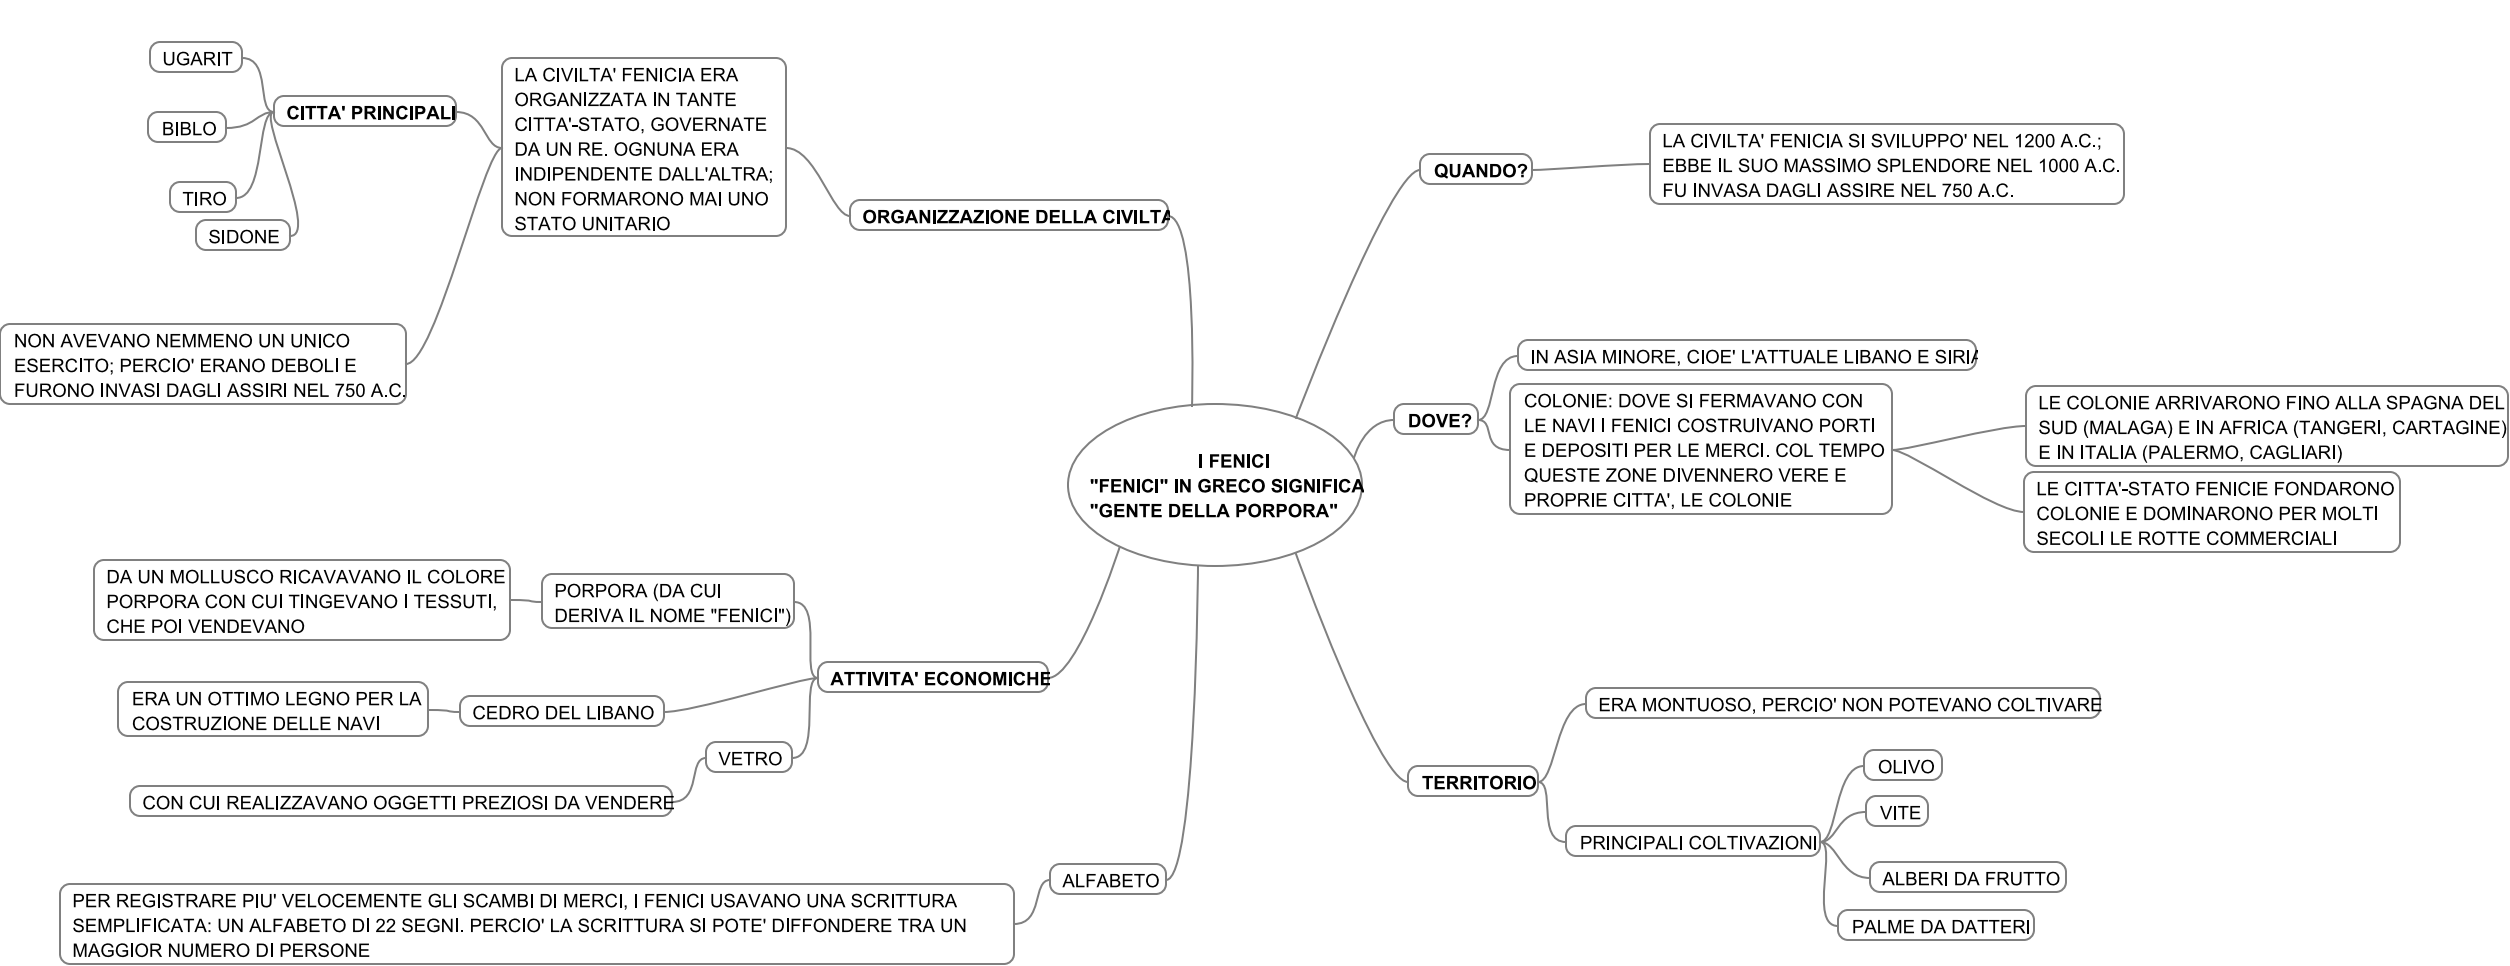 I FENICI
"FENICI" IN GRECO SIGNIFICA
"GENTE DELLA PORPORA"
QUANDO?
LA CIVILTA' FENICIA SI SVILUPPO' NEL 1200 A.C.;
EBBE IL SUO MASSIMO SPLENDORE NEL 1000 A.C.
FU INVASA DAGLI ASSIRE NEL 750 A.C.
DOVE?
IN ASIA MINORE, CIOE' L'ATTUALE LIBANO E SIRIA
COLONIE: DOVE SI FERMAVANO CON
LE NAVI I FENICI COSTRUIVANO PORTI
E DEPOSITI PER LE MERCI. COL TEMPO
QUESTE ZONE DIVENNERO VERE E
PROPRIE CITTA', LE COLONIE
LE COLONIE ARRIVARONO FINO ALLA SPAGNA DEL
SUD (MALAGA) E IN AFRICA (TANGERI, CARTAGINE)
E IN ITALIA (PALERMO, CAGLIARI)
LE CITTA'-STATO FENICIE FONDARONO
COLONIE E DOMINARONO PER MOLTI
SECOLI LE ROTTE COMMERCIALI
TERRITORIO
ERA MONTUOSO, PERCIO' NON POTEVANO COLTIVARE
PRINCIPALI COLTIVAZIONI
OLIVO
VITE
ALBERI DA FRUTTO
PALME DA DATTERI
ORGANIZZAZIONE DELLA CIVILTA
LA CIVILTA' FENICIA ERA
ORGANIZZATA IN TANTE
CITTA'-STATO, GOVERNATE
DA UN RE. OGNUNA ERA
INDIPENDENTE DALL'ALTRA;
NON FORMARONO MAI UNO
STATO UNITARIO
CITTA' PRINCIPALI
UGARIT
BIBLO
TIRO
SIDONE
NON AVEVANO NEMMENO UN UNICO
ESERCITO; PERCIO' ERANO DEBOLI E
FURONO INVASI DAGLI ASSIRI NEL 750 A.C.
ATTIVITA' ECONOMICHE
PORPORA (DA CUI
DERIVA IL NOME "FENICI")
DA UN MOLLUSCO RICAVAVANO IL COLORE
PORPORA CON CUI TINGEVANO I TESSUTI,
CHE POI VENDEVANO
CEDRO DEL LIBANO
ERA UN OTTIMO LEGNO PER LA
COSTRUZIONE DELLE NAVI
VETRO
CON CUI REALIZZAVANO OGGETTI PREZIOSI DA VENDERE
ALFABETO
PER REGISTRARE PIU' VELOCEMENTE GLI SCAMBI DI MERCI, I FENICI USAVANO UNA SCRITTURA
SEMPLIFICATA: UN ALFABETO DI 22 SEGNI. PERCIO' LA SCRITTURA SI POTE' DIFFONDERE TRA UN
MAGGIOR NUMERO DI PERSONE